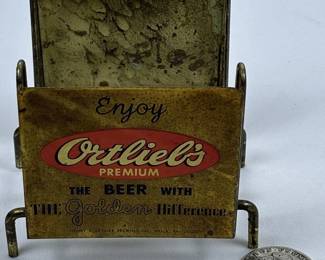 Enjoy
Ortlieb's
PREMIUM
THE BEER WITH
THE Golden Difference